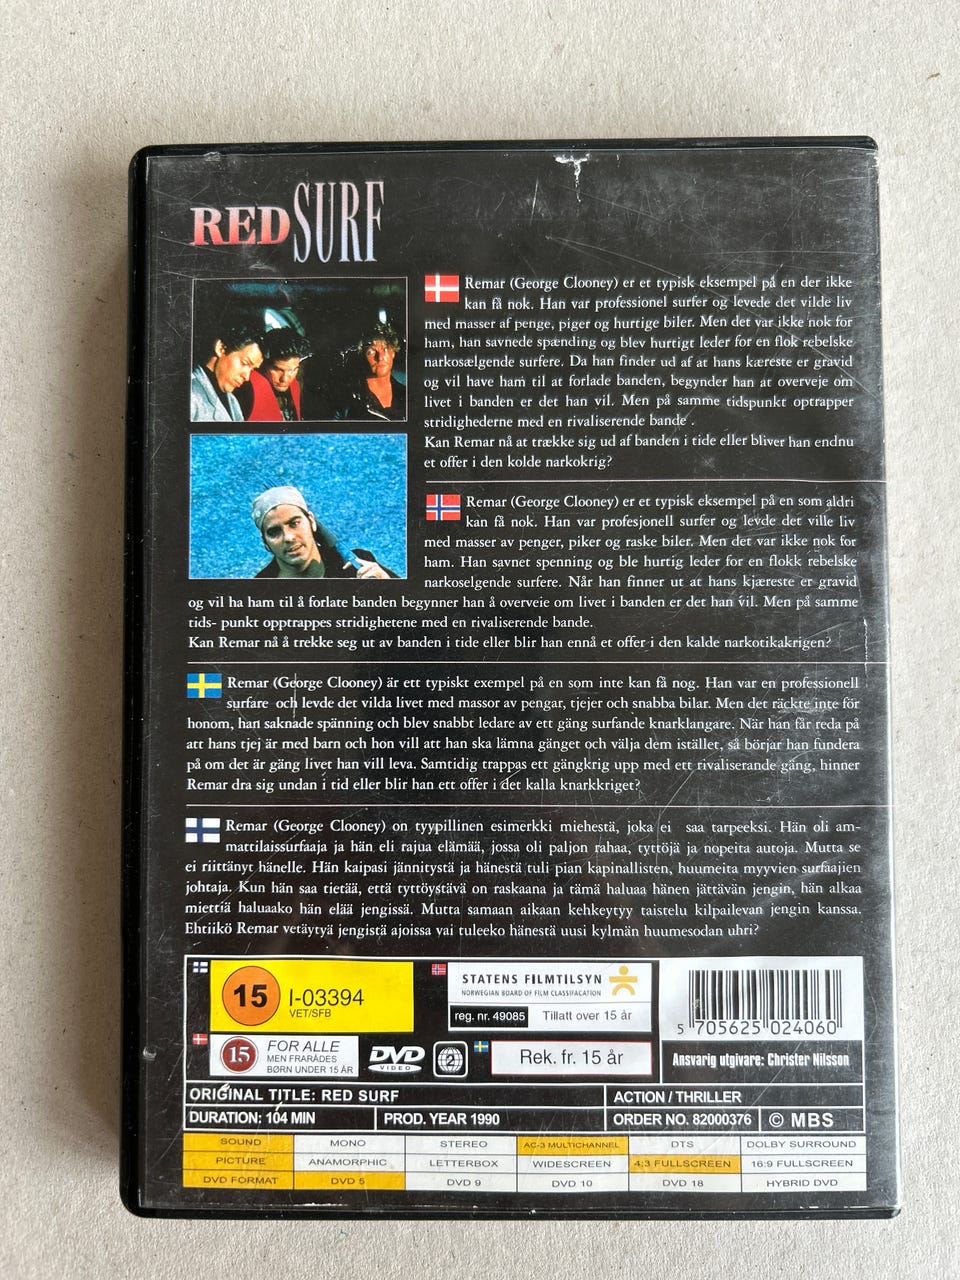 RED SURF
Remar (George Clooney) er et typisk eksempel på en der ikke
kan få nok. Han var professionel surfer og levede det vilde liv
med masser af penge, piger og hurtige biler. Men det var ikke nok for
ham, han savnede spænding og blev hurtigt leder for en flok rebelske
narkosælgende surfere. Da han finder ud af at hans kæreste er gravid
og vil have ham til at forlade banden, begynder han at overveje om
livet i banden er det han vil. Men på samme tidspunkt optrapper
stridighederne med en rivaliserende bande .
Kan Remar nå at trække sig ud af banden i tide eller bliver han endnu
et offer i den kolde narkokrig?
Remar (George Clooney) er et typisk eksempel på en som aldri
kan få nok. Han var profesjonell surfer og levde det ville liv
med masser av penger, piker og raske biler. Men det var ikke nok for
ham. Han savnet spenning og ble hurtig leder for en flokk rebelske
narkoselgende surfere. Når han finner ut at hans kjæreste er gravid
og vil ha ham til å forlate banden begynner han å overveie om livet i banden er det han vil. Men på samme
tids- punkt opptrappes stridighetene med en rivaliserende bande.
Kan Remar nå å trekke seg ut av banden i tide eller blir han ennå et offer i den kalde narkotikakrigen?
Remar (George Clooney) är ett typiskt exempel på en som inte kan få nog. Han var en professionell
surfare och levde det vilda livet med massor av pengar, tjejer och snabba bilar. Men det räckte inte för
honom, han saknade spänning och blev snabbt ledare av ett gäng surfande knarklangare. När han får reda på
att hans tjej är med barn och hon vill att han ska lämna gänget och välja dem istället, så börjar han fundera
på om det är gäng livet han vill leva. Samtidig trappas ett gängkrig upp med ett rivaliserande gäng, hinner
Remar dra sig undan i tid eller blir han ett offer i det kalla knarkkriget?
Remar (George Clooney) on tyypillinen esimerkki miehestä, joka ei saa tarpeeksi. Hän oli am-
mattilaissurfaaja ja hän eli rajua elämää, jossa oli paljon rahaa, tyttöjä ja nopeita autoja. Mutta se
ei riittänyt hänelle. Hän kaipasi jännitystä ja hänestä tuli pian kapinallisten, huumeita myyvien surfaajien
johtaja. Kun hän saa tietää, että tyttöystävä on raskaana ja tämä haluaa hänen jättävän jengin, hän alkaa
miettiä haluaako hän elää jengissä. Mutta samaan aikaan kehkeytyy taistelu kilpailevan jengin kanssa.
Ehtiikö Remar vetäytyä jengistä ajoissa vai tuleeko hänestä uusi kylmän huumesodan uhri?
15 I-03394
VET/SFB
STATENS FILMTILSYN
NORWEGIAN BOARD OF FILM CLASSIFACATION
reg. nr. 49085 Tillatt over 15 år
5 705625 024060
15 FOR ALLE
MEN FRARÅDES
BØRN UNDER 15 ÅR
DVD
VIDEO
2
Rek. fr. 15 år
Ansvarig utgivare: Christer Nilsson
ORIGINAL TITLE: RED SURF ACTION / THRILLER
DURATION: 104 MIN PROD. YEAR 1990 ORDER NO. 82000376 © MBS
SOUND MONO STEREO AC-3 MULTICHANNEL DTS DOLBY SURROUND
PICTURE ANAMORPHIC LETTERBOX WIDESCREEN 4:3 FULLSCREEN 16:9 FULLSCREEN
DVD FORMAT DVD 5 DVD 9 DVD 10 DVD 18 HYBRID DVD